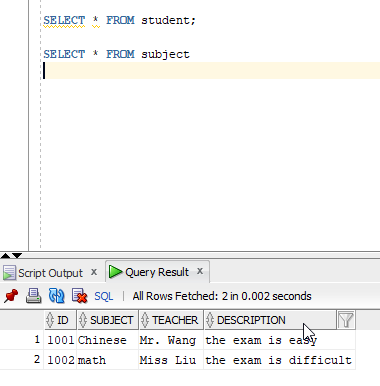 SELECT * FROM student;
SELECT * FROM subject
Script Output x Query Result x
SQL | All Rows Fetched: 2 in 0.002 seconds
ID SUBJECT TEACHER DESCRIPTION
1 1001 Chinese Mr. Wang the exam is easy
2 1002 math Miss Liu the exam is difficult